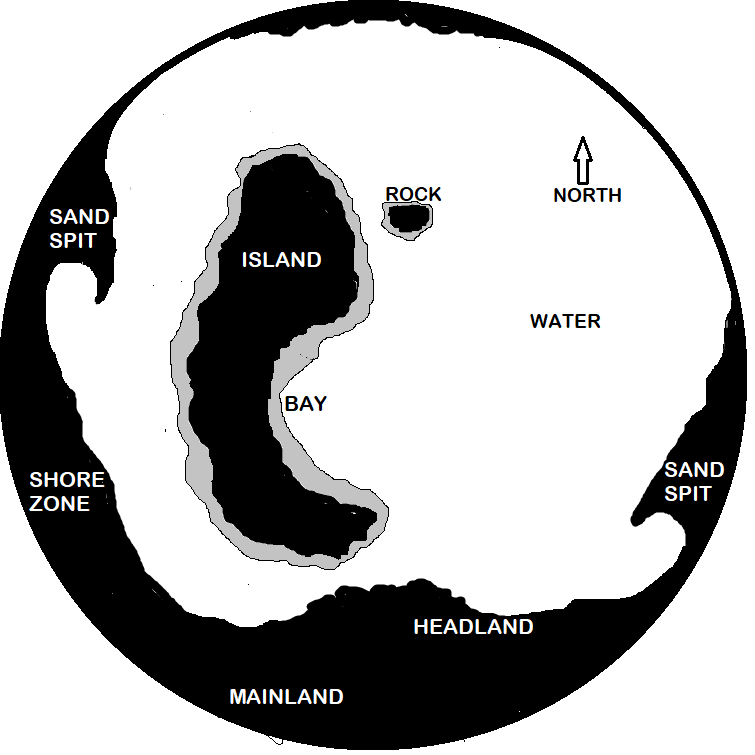 ROCK
NORTH
SAND
SPIT
ISLAND
WATER
BAY
SHORE
ZONE
SAND
SPIT
HEADLAND
MAINLAND